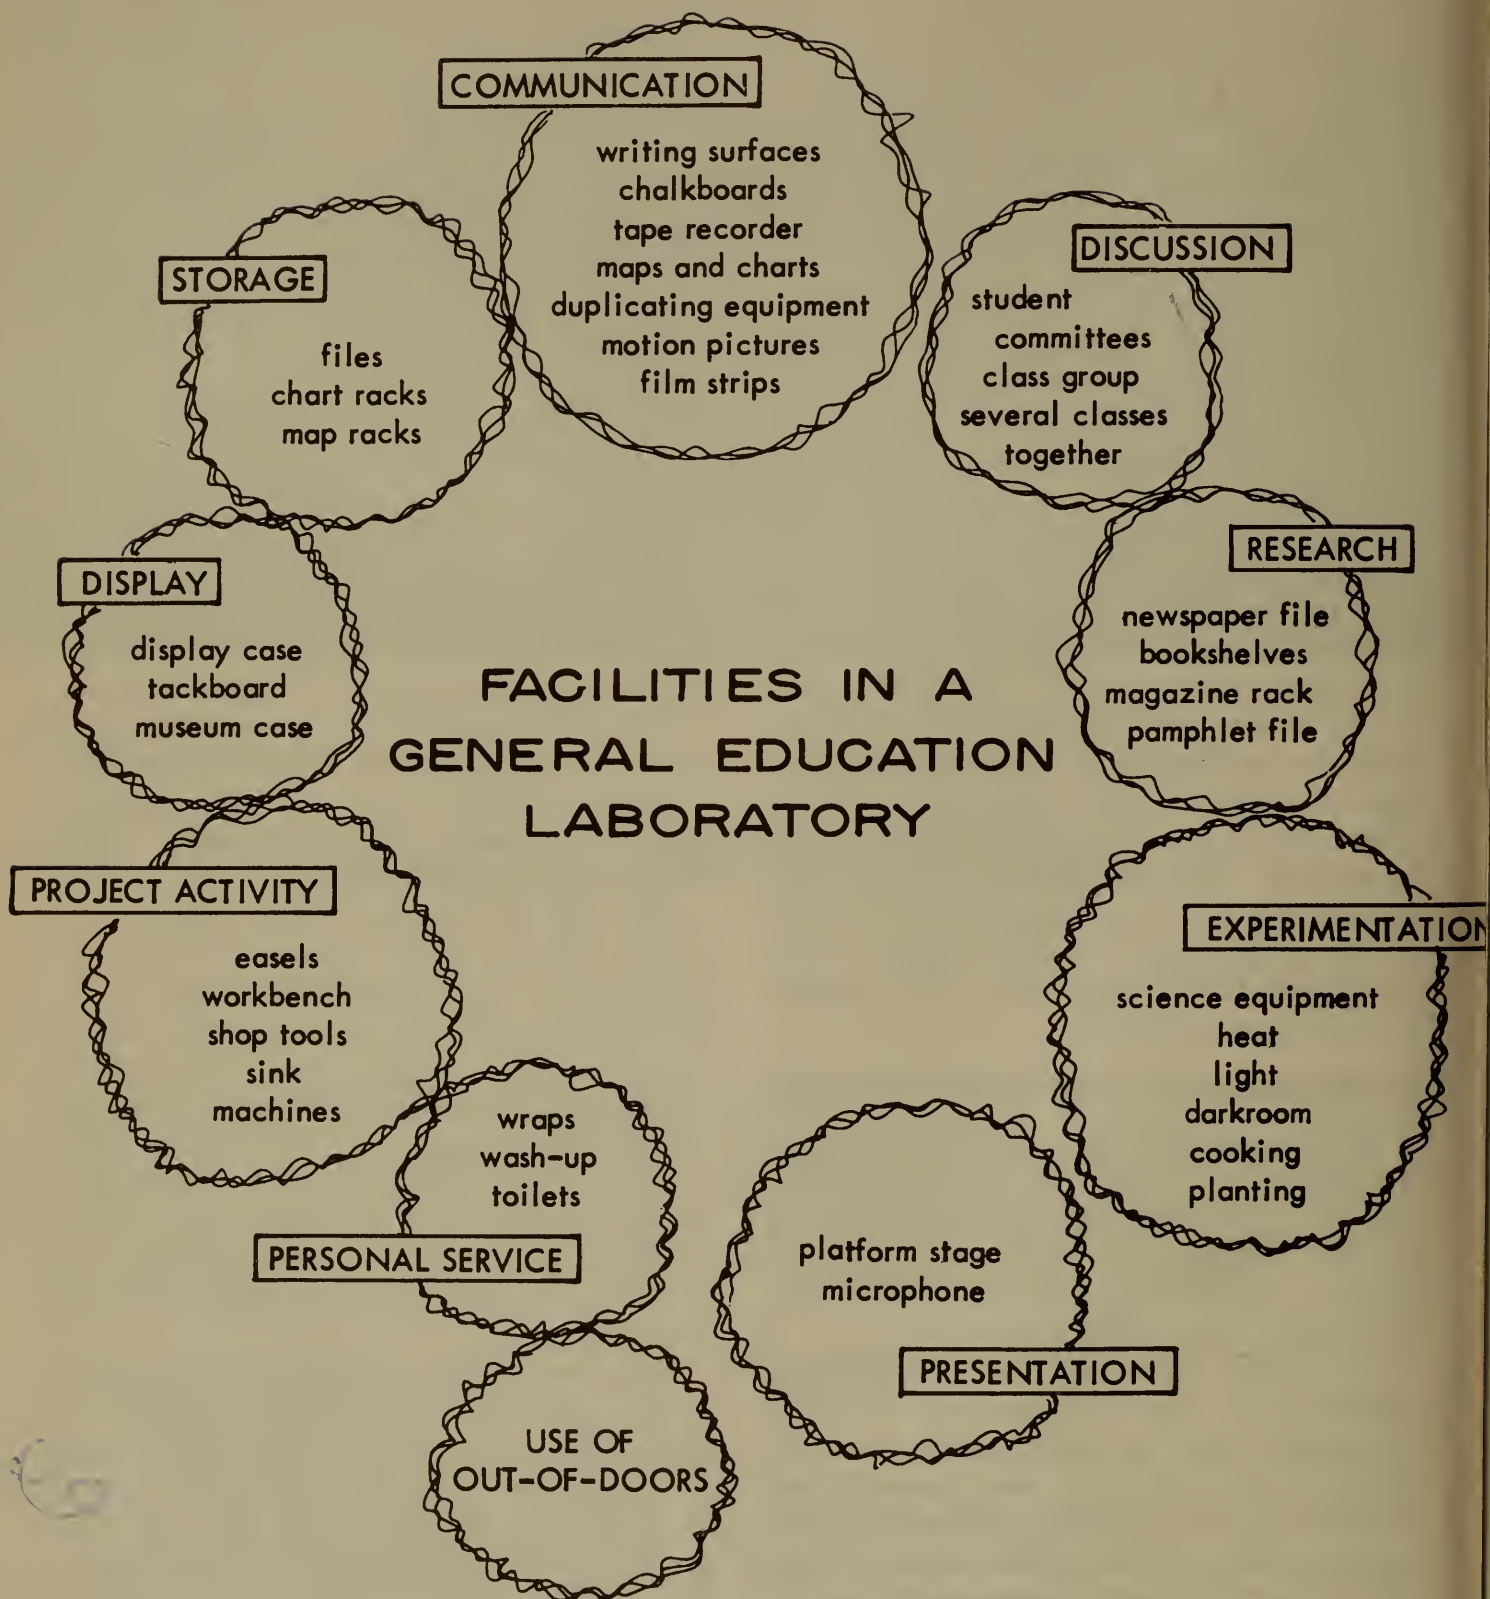 COMMUNICATION
writing surfaces
chalkboards
tape recorder
maps and charts
duplicating equipment
motion pictures
film strips
DISCUSSION
student
committees
class group
several classes
together
STORAGE
files
chart racks
map racks
RESEARCH
newspaper file
bookshelves
magazine rack
pamphlet file
DISPLAY
display case
tackboard
museum case
FACILITIES IN A
GENERAL EDUCATION
LABORATORY
PROJECT ACTIVITY
easels
workbench
shop tools
sink
machines
EXPERIMENTATION
science equipment
heat
light
darkroom
cooking
planting
wraps
wash-up
toilets
PERSONAL SERVICE
platform stage
microphone
PRESENTATION
USE OF
OUT-OF-DOORS